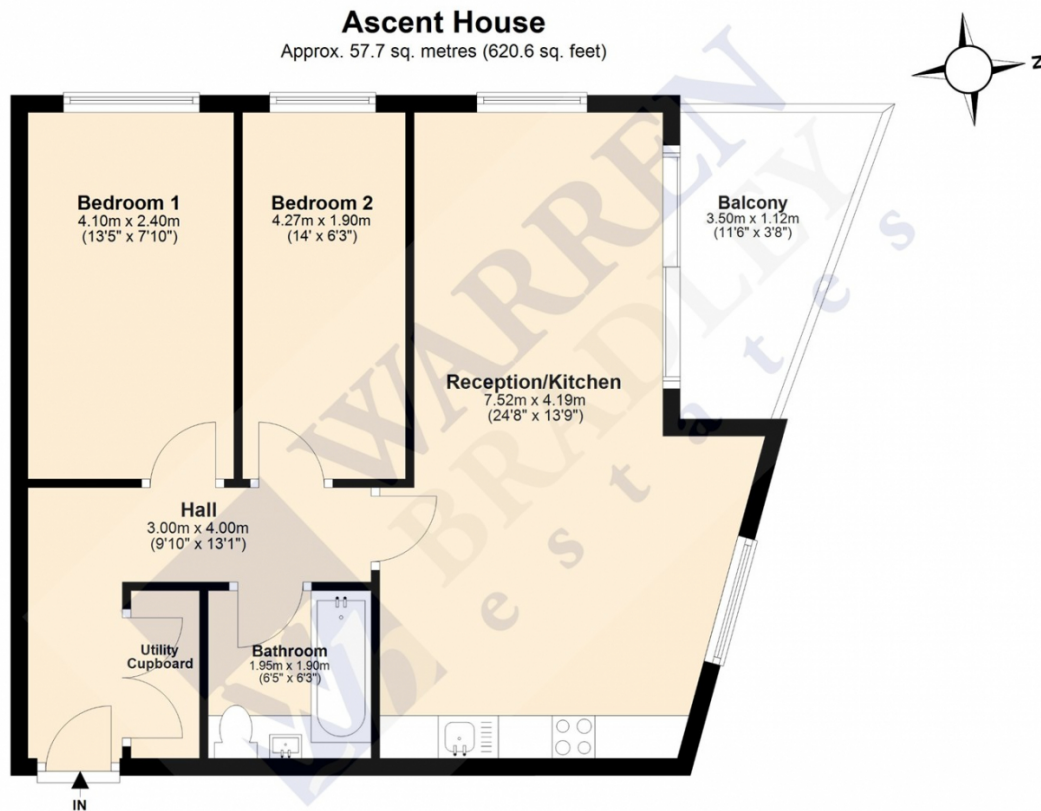 Ascent House
Approx. 57.7 sq. metres (620.6 sq. feet)
N
Bedroom 1
4.10m x 2.40m
(13'5" x 7'10")
Bedroom 2
4.27m x 1.90m
(14' x 6'3")
Balcony
3.50m x 1.12m
(11'6" x 3'8")
Reception/Kitchen
7.52m x 4.19m
(24'8" x 13'9")
Hall
3.00m x 4.00m
(9'10" x 13'1")
Utility
Cupboard
Bathroom
1.95m x 1.90m
(6'5" x 6'3")
IN
WARREN
BRADLEY
estates